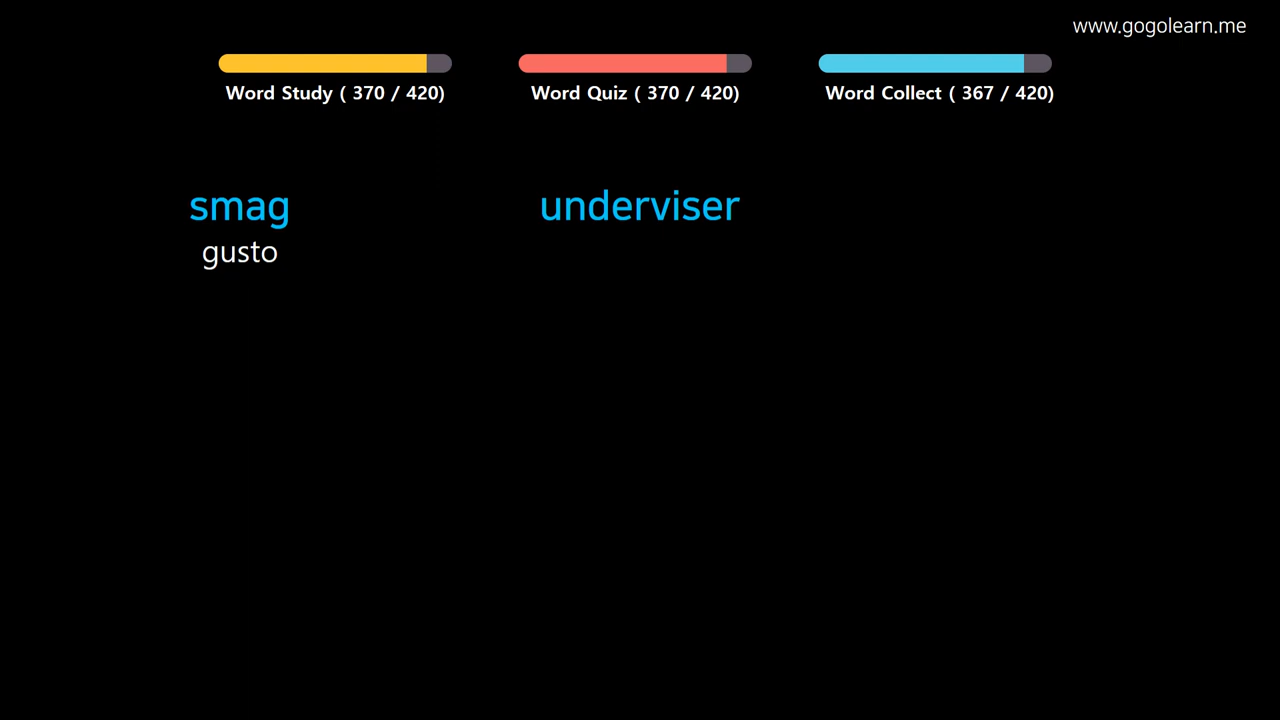 www.gogolearn.me
Word Study ( 370 / 420)
Word Quiz ( 370 / 420)
Word Collect ( 367 / 420)
smag
gusto
underviser